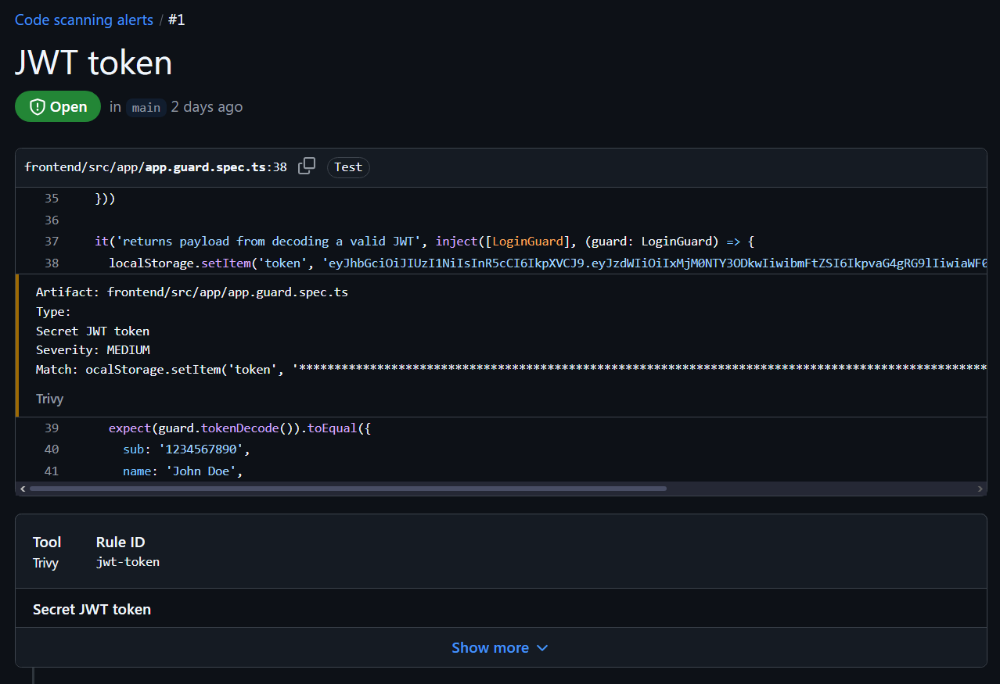 Code scanning alerts / #1
JWT token
Open in main 2 days ago
frontend/src/app/app.guard.spec.ts:38 Test
35 }))
36
37 it('returns payload from decoding a valid JWT', inject([LoginGuard], (guard: LoginGuard) => {
38 localStorage.setItem('token', 'eyJhbGciOiJIUzI1NiIsInR5cCI6IkpXVCJ9.eyJzdWIiOiIxMjM0NTY3ODkwIiwibmFtZSI6IkpvaG4gRG9lIiwiaWF0
Artifact: frontend/src/app/app.guard.spec.ts
Type:
Secret JWT token
Severity: MEDIUM
Match: ocalStorage.setItem('token', '*************************************************************************************************
Trivy
39 expect(guard.tokenDecode()).toEqual({
40 sub: '1234567890',
41 name: 'John Doe',
Tool Rule ID
Trivy jwt-token
Secret JWT token
Show more